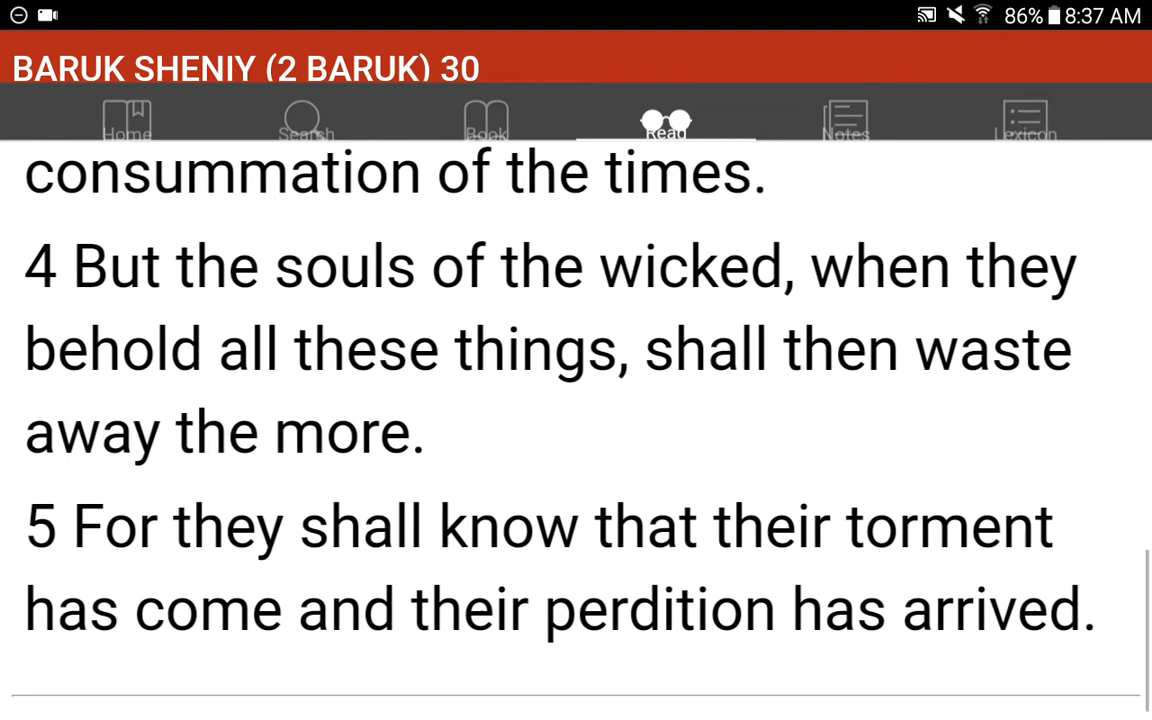 86% 8:37 AM
BARUK SHENIY (2 BARUK) 30
Home Search Book Read Notes Lexicon
consummation of the times.
4 But the souls of the wicked, when they
behold all these things, shall then waste
away the more.
5 For they shall know that their torment
has come and their perdition has arrived.